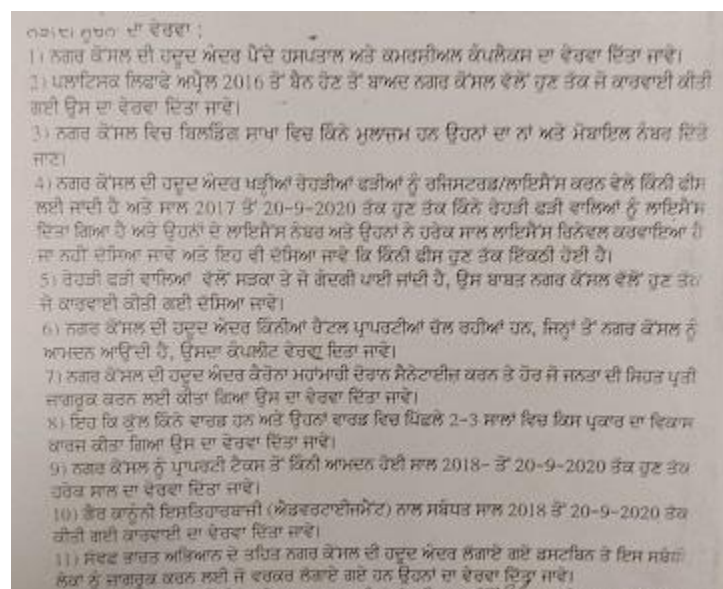 ਸੂਚਨਾ ਦਾ ਵੇਰਵਾ :
1) ਨਗਰ ਕੌਂਸਲ ਦੀ ਹਦੂਦ ਅੰਦਰ ਪੈਂਦੇ ਹਸਪਤਾਲ ਅਤੇ ਕਮਰਸੀਅਲ ਕੰਪਲੈਕਸ ਦਾ ਵੇਰਵਾ ਦਿੱਤਾ ਜਾਵੇ।
2) ਪਲਾਟਿਸਕ ਲਿਫਾਫੇ ਅਪ੍ਰੈਲ 2016 ਤੋਂ ਬੈਨ ਹੋਣ ਤੋਂ ਬਾਅਦ ਨਗਰ ਕੌਂਸਲ ਵੱਲੋਂ ਹੁਣ ਤੱਕ ਜੋ ਕਾਰਵਾਈ ਕੀਤੀ
ਗਈ ਉਸ ਦਾ ਵੇਰਵਾ ਦਿੱਤਾ ਜਾਵੇ।
3) ਨਗਰ ਕੌਂਸਲ ਵਿਚ ਬਿਲਡਿੰਗ ਸਾਖਾ ਵਿਚ ਕਿੰਨੇ ਮੁਲਾਜਮ ਹਨ ਉਹਨਾਂ ਦਾ ਨਾਂ ਅਤੇ ਮੋਬਾਇਲ ਨੰਬਰ ਦਿੱਤੇ
ਜਾਣ।
4) ਨਗਰ ਕੌਂਸਲ ਦੀ ਹਦੂਦ ਅੰਦਰ ਖੜ੍ਹੀਆਂ ਰੇਹੜੀਆਂ ਫੜੀਆਂ ਨੂੰ ਰਜਿਸਟਰਡ/ਲਾਇਸੈਂਸ ਕਰਨ ਵੇਲੇ ਕਿੰਨੀ ਫੀਸ
ਲਈ ਜਾਂਦੀ ਹੈ ਅਤੇ ਸਾਲ 2017 ਤੋਂ 20-9-2020 ਤੱਕ ਹੁਣ ਤੱਕ ਕਿੰਨੇ ਰੇਹੜੀ ਫੜੀ ਵਾਲਿਆਂ ਨੂੰ ਲਾਇਸੈਂਸ
ਦਿੱਤਾ ਗਿਆ ਹੈ ਅਤੇ ਉਹਨਾਂ ਦੇ ਲਾਇਸੈਂਸ ਨੰਬਰ ਅਤੇ ਉਹਨਾਂ ਨੇ ਹਰੇਕ ਸਾਲ ਲਾਇਸੈਂਸ ਰਿਨੇਵਲ ਕਰਵਾਇਆ ਹੈ
ਜਾ ਨਹੀਂ ਦੱਸਿਆ ਜਾਵੇ ਅਤੇ ਇਹ ਵੀ ਦੱਸਿਆ ਜਾਵੇ ਕਿ ਕਿੰਨੀ ਫੀਸ ਹੁਣ ਤੱਕ ਇਕੱਠੀ ਹੋਈ ਹੈ।
5) ਰੇਹੜੀ ਫੜੀ ਵਾਲਿਆਂ ਵੱਲੋਂ ਸੜਕਾ ਤੇ ਜੋ ਗੰਦਗੀ ਪਾਈ ਜਾਂਦੀ ਹੈ, ਉਸ ਬਾਬਤ ਨਗਰ ਕੌਂਸਲ ਵੱਲੋਂ ਹੁਣ ਤੱਕ
ਜੋ ਕਾਰਵਾਈ ਕੀਤੀ ਗਈ ਦੱਸਿਆ ਜਾਵੇ।
6) ਨਗਰ ਕੌਂਸਲ ਦੀ ਹਦੂਦ ਅੰਦਰ ਕਿੰਨੀਆਂ ਰੈਂਟਲ ਪ੍ਰਾਪਰਟੀਆਂ ਚੱਲ ਰਹੀਆਂ ਹਨ, ਜਿਨ੍ਹਾਂ ਤੋਂ ਨਗਰ ਕੌਂਸਲ ਨੂੰ
ਆਮਦਨ ਆਉਂਦੀ ਹੈ, ਉਸਦਾ ਕੰਪਲੀਟ ਵੇਰਵਾ ਦਿਤਾ ਜਾਵੇ।
7) ਨਗਰ ਕੌਂਸਲ ਦੀ ਹਦੂਦ ਅੰਦਰ ਕੈਰੋਨਾ ਮਹਾਂਮਾਰੀ ਦੋਰਾਨ ਸੈਨੇਟਾਈਜ਼ ਕਰਨ ਤੇ ਹੋਰ ਜੋ ਜਨਤਾ ਦੀ ਸਿਹਤ ਪ੍ਰਤੀ
ਜਾਗਰੂਕ ਕਰਨ ਲਈ ਕੀਤਾ ਗਿਆ ਉਸ ਦਾ ਵੇਰਵਾ ਦਿੱਤਾ ਜਾਵੇ।
8) ਇਹ ਕਿ ਕੁੱਲ ਕਿੰਨੇ ਵਾਰਡ ਹਨ ਅਤੇ ਉਹਨਾਂ ਵਾਰਡ ਵਿਚ ਪਿੱਛਲੇ 2-3 ਸਾਲਾਂ ਵਿਚ ਕਿਸ ਪ੍ਰਕਾਰ ਦਾ ਵਿਕਾਸ
ਕਾਰਜ ਕੀਤਾ ਗਿਆ ਉਸ ਦਾ ਵੇਰਵਾ ਦਿੱਤਾ ਜਾਵੇ।
9) ਨਗਰ ਕੌਂਸਲ ਨੂੰ ਪ੍ਰਾਪਰਟੀ ਟੈਕਸ ਤੋਂ ਕਿੰਨੀ ਆਮਦਨ ਹੋਈ ਸਾਲ 2018- ਤੋਂ 20-9-2020 ਤੱਕ ਹੁਣ ਤੱਕ
ਹਰੇਕ ਸਾਲ ਦਾ ਵੇਰਵਾ ਦਿੱਤਾ ਜਾਵੇ।
10) ਗੈਰ ਕਾਨੂੰਨੀ ਇਸਤਿਹਾਰਬਾਜ਼ੀ (ਐਡਵਰਟਾਈਜਮੈਂਟ) ਨਾਲ ਸਬੰਧਤ ਸਾਲ 2018 ਤੋਂ 20-9-2020 ਤੱਕ
ਕੀਤੀ ਗਈ ਕਾਰਵਾਈ ਦਾ ਵੇਰਵਾ ਦਿੱਤਾ ਜਾਵੇ।
11) ਸਵੱਛ ਭਾਰਤ ਅਭਿਆਨ ਦੇ ਤਹਿਤ ਨਗਰ ਕੌਂਸਲ ਦੀ ਹਦੂਦ ਅੰਦਰ ਲੱਗਾਏ ਗਏ ਡਸਟਬਿਨ ਤੇ ਇਸ ਸਬੰਧੀ
ਲੋਕਾਂ ਨੂੰ ਜਾਗਰੂਕ ਕਰਨ ਲਈ ਜੋ ਵਰਕਰ ਲੱਗਾਏ ਗਏ ਹਨ ਉਹਨਾਂ ਦਾ ਵੇਰਵਾ ਦਿੱਤਾ ਜਾਵੇ।